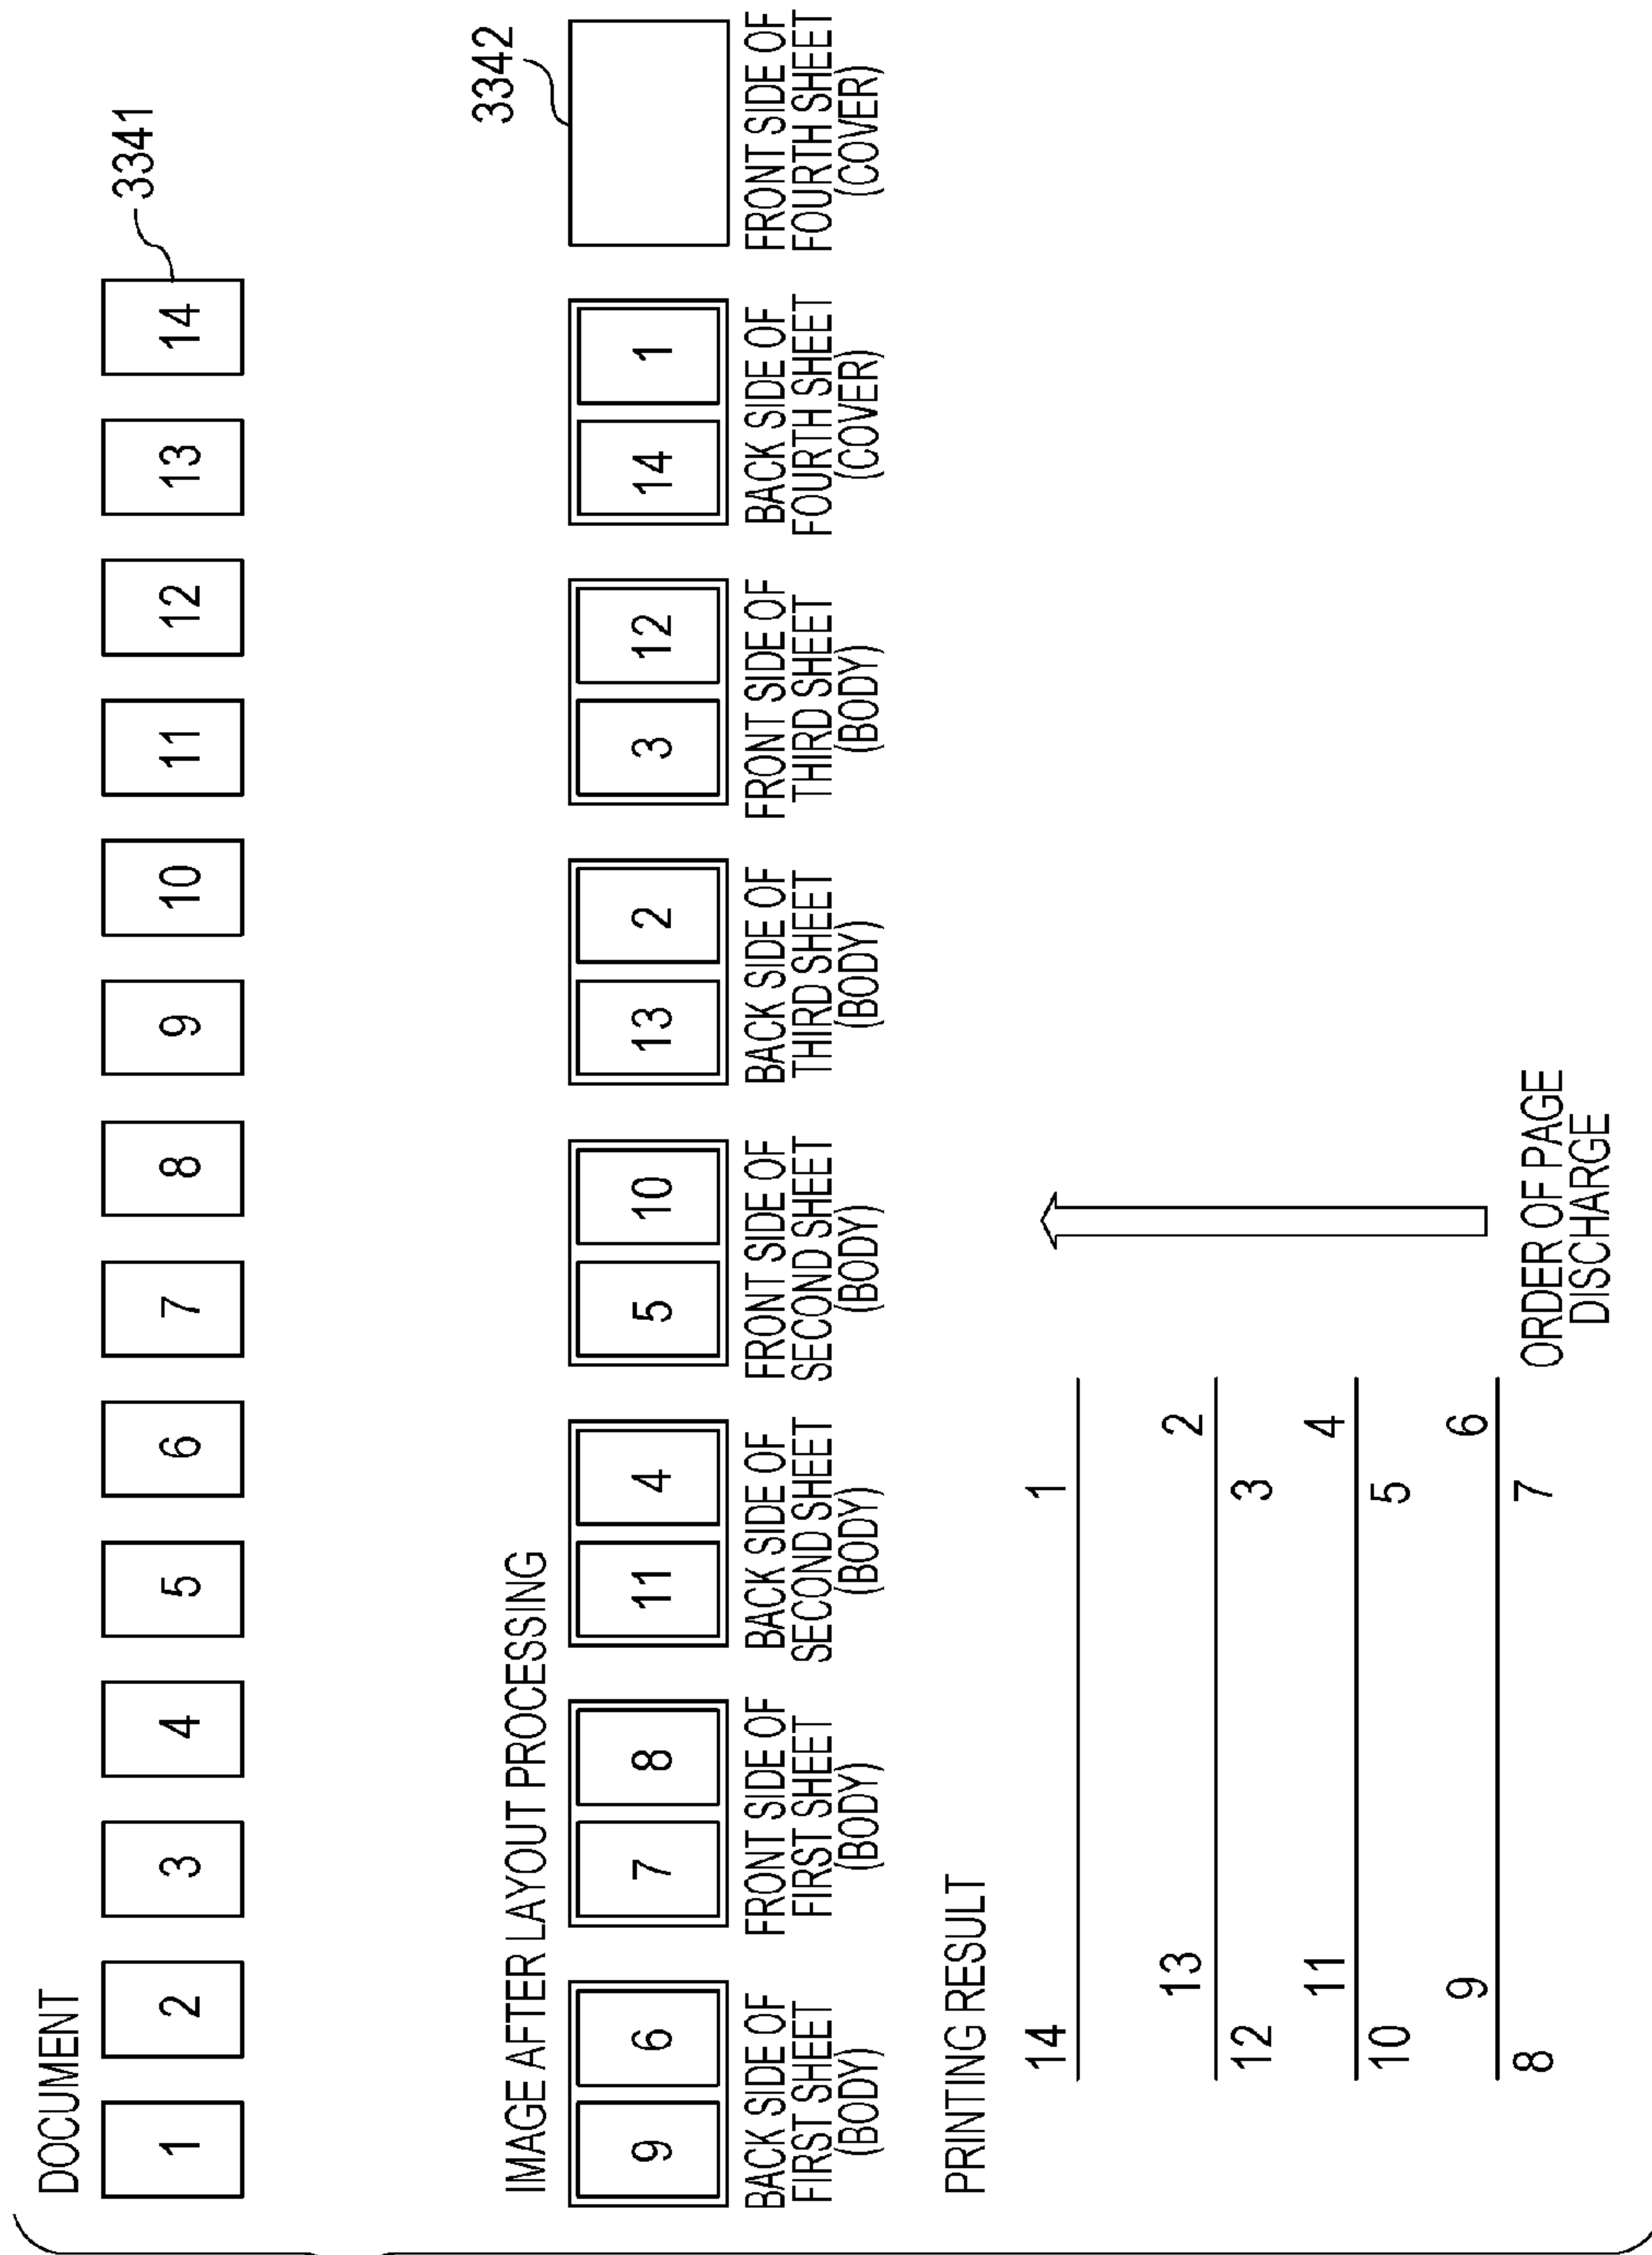 DOCUMENT
1 2 3 4 5 6 7 8 9 10 11 12 13 14
3341
IMAGE AFTER LAYOUT PROCESSING
3342
9 6
7 8
11 4
5 10
13 2
3 12
14 1
BACK SIDE OF
FIRST SHEET
(BODY)
FRONT SIDE OF
FIRST SHEET
(BODY)
BACK SIDE OF
SECOND SHEET
(BODY)
FRONT SIDE OF
SECOND SHEET
(BODY)
BACK SIDE OF
THIRD SHEET
(BODY)
FRONT SIDE OF
THIRD SHEET
(BODY)
BACK SIDE OF
FOURTH SHEET
(COVER)
FRONT SIDE OF
FOURTH SHEET
(COVER)
PRINTING RESULT
14 1
13 2
12 3
11 4
10 5
9 6
8 7
ORDER OF PAGE
DISCHARGE